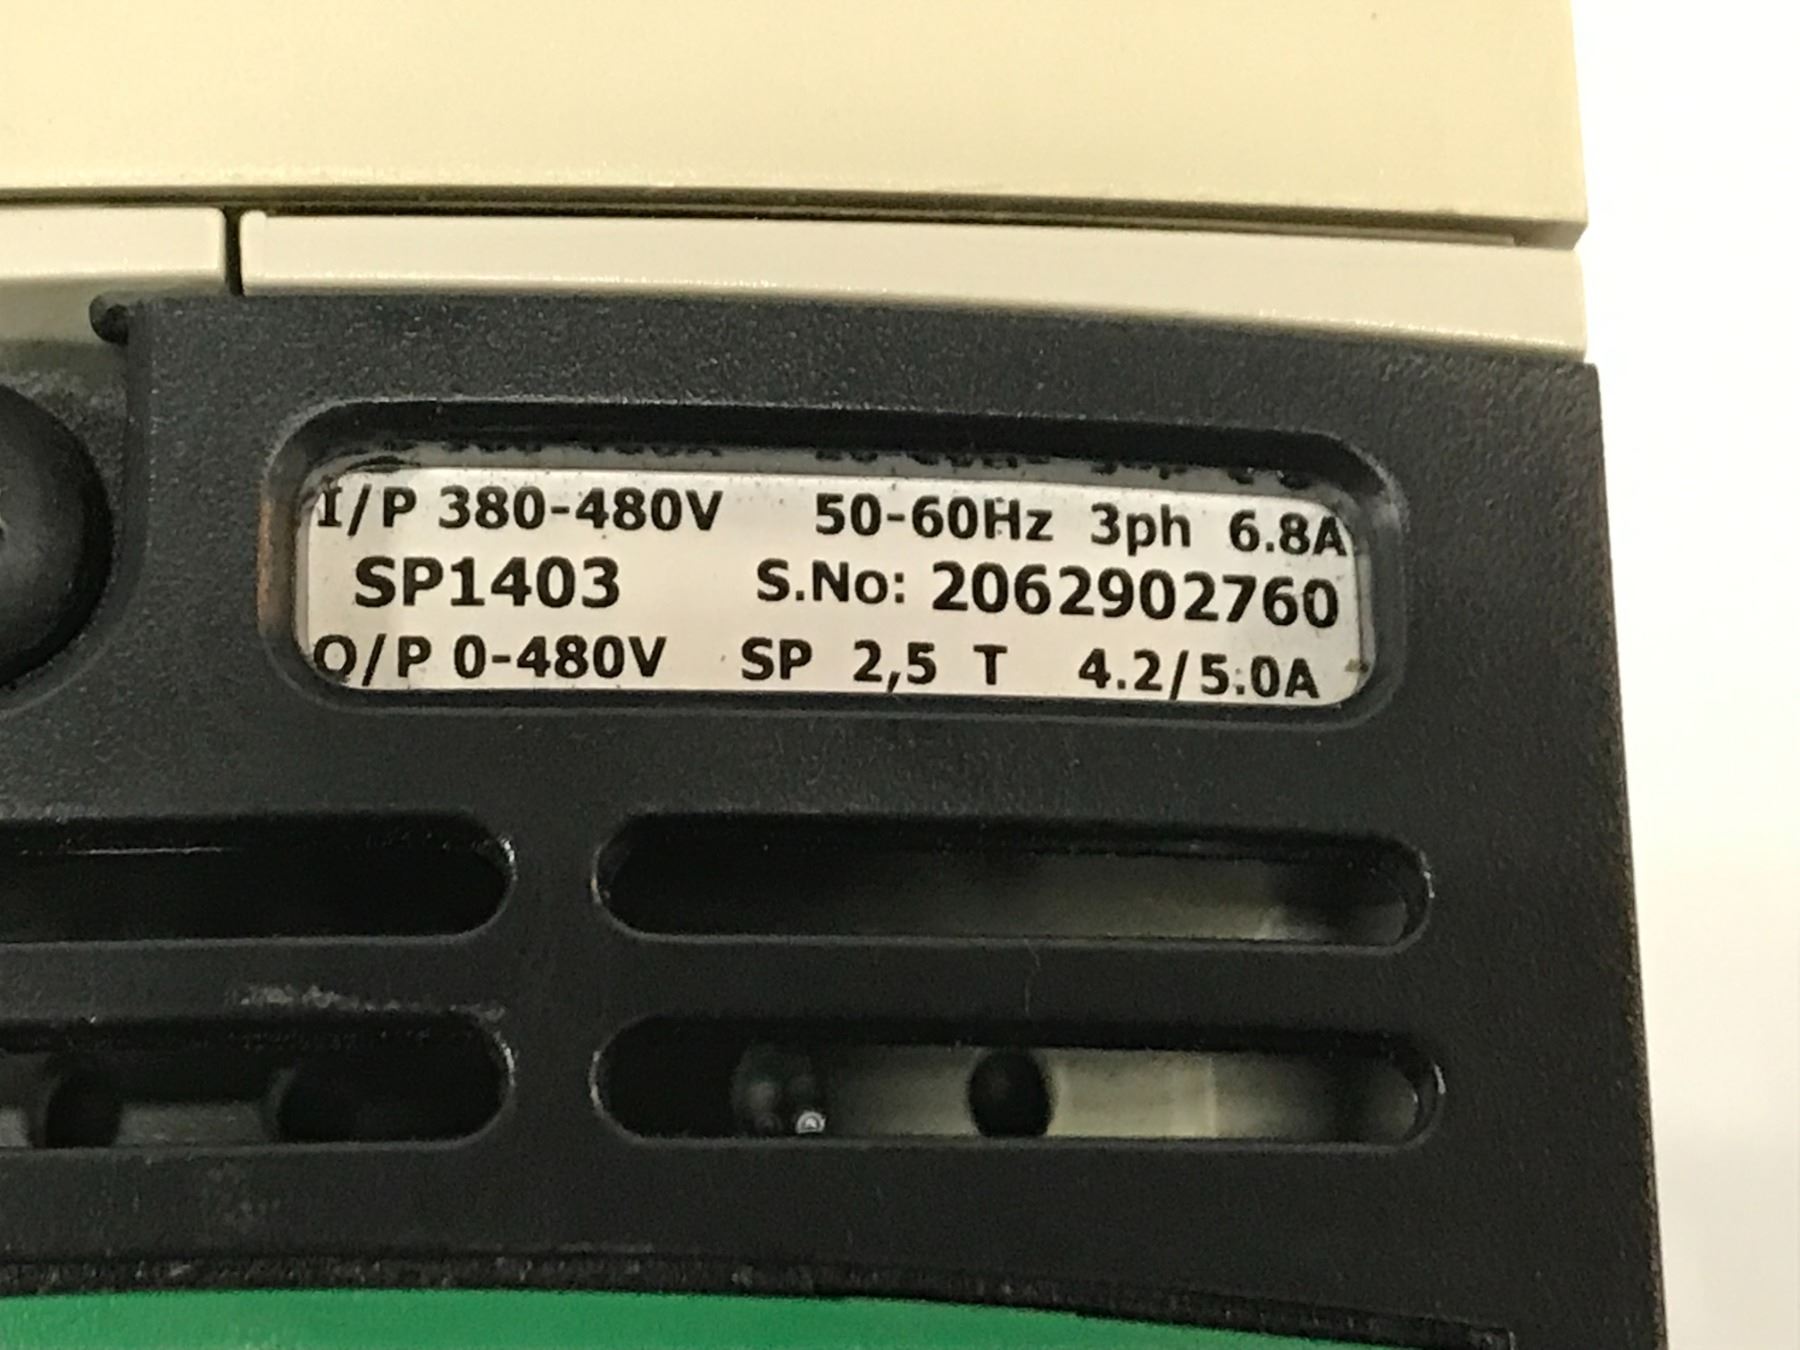 I/P 380-480V 50-60Hz 3ph 6.8A
SP1403 S.No: 2062902760
O/P 0-480V SP 2,5 T 4.2/5.0A